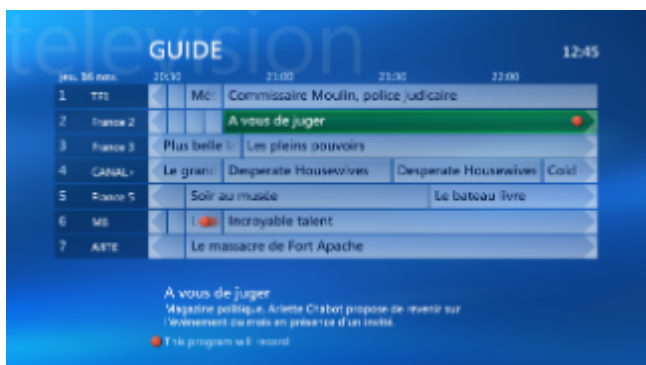 television
GUIDE 12:45
jeu. 16 nov. 20:30 21:00 21:30 22:00
1 TF1 Commissaire Moulin, police judicaire
2 France 2 A vous de juger
3 France 3 Plus belle Les pleins pouvoirs
4 CANAL+ Le grand Desperate Housewives Desperate Housewives Cold
5 France 5 Soir au musée Le bateau livre
6 M6 Incroyable talent
7 ARTE Le massacre de Fort Apache
A vous de juger
Magazine politique. Arlette Chabot propose de revenir sur
l'événement du mois en présence d'un invité.
This program will record